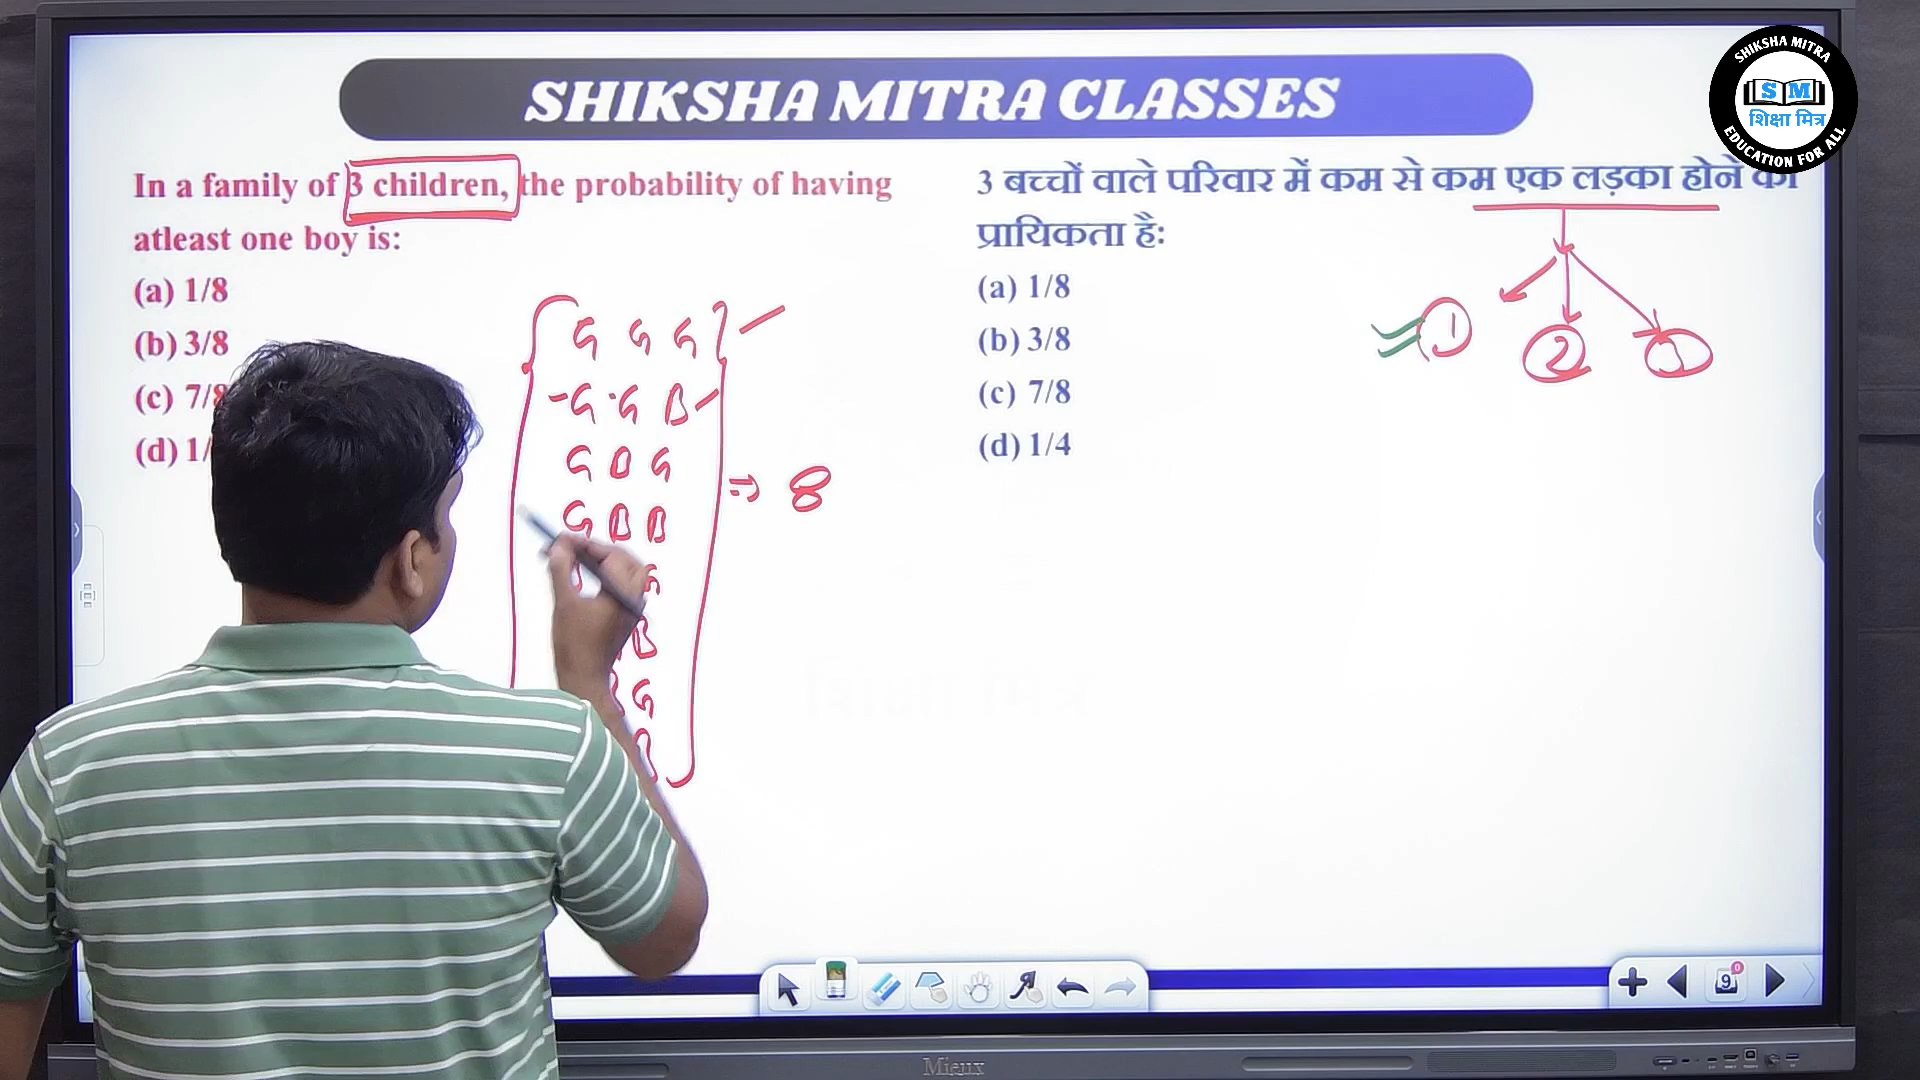 SHIKSHA MITRA CLASSES
SHIKSHA MITRA
SM
शिक्षा मित्र
EDUCATION FOR ALL
In a family of 3 children, the probability of having
atleast one boy is:
(a) 1/8
(b) 3/8
(c) 7/8
(d) 1/
3 बच्चों वाले परिवार में कम से कम एक लड़का होने की
प्रायिकता है:
(a) 1/8
(b) 3/8
(c) 7/8
(d) 1/4
G G G
G G B
G B G
G B B
G
B
G
B
8
1
2
शिक्षा मित्र
9
0
Mieux